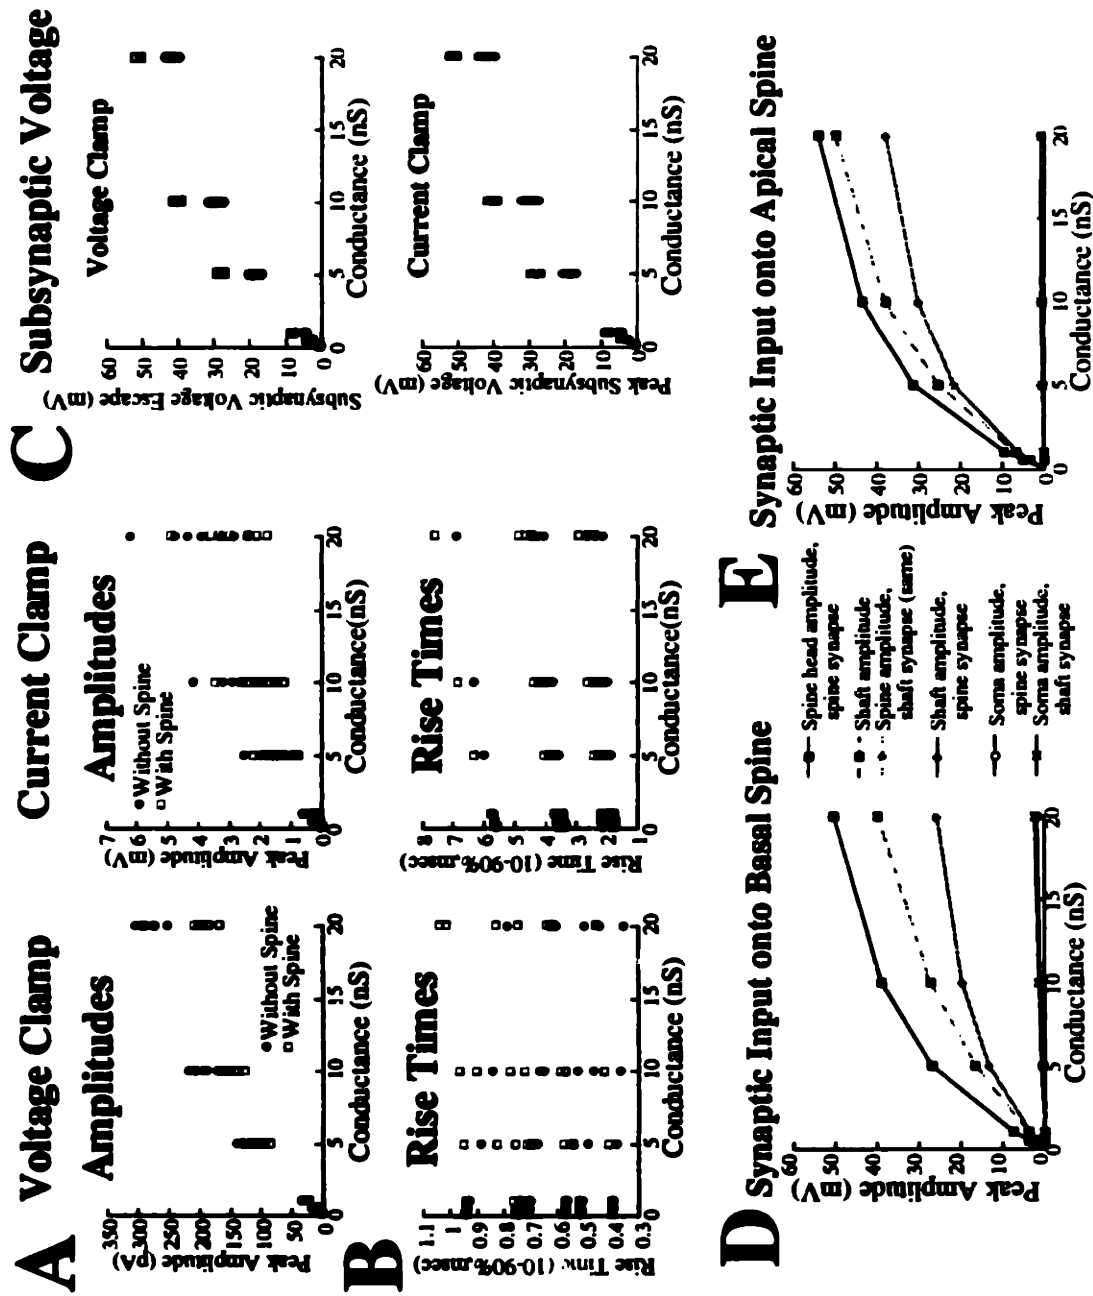 A Voltage Clamp
Current Clamp
C Subsynaptic Voltage
Amplitudes
Peak Amplitude (pA)
350
300
250
200
150
100
50
0
●Without Spine
□With Spine
0 5 10 15 20
Conductance (nS)
Amplitudes
Peak Amplitude (mV)
7
6
5
4
3
2
1
0
●Without Spine
□With Spine
0 5 10 15 20
Conductance(nS)
Voltage Clamp
Subsynaptic Voltage Escape (mV)
60
50
40
30
20
10
0
0 5 10 15 20
Conductance (nS)
B
Rise Times
Rise Time (10-90%,msec)
1.1
1
0.9
0.8
0.7
0.6
0.5
0.4
0.3
0 5 10 15 20
Conductance (nS)
Rise Times
Rise Time (10-90%,msec)
8
7
6
5
4
3
2
1
0 5 10 15 20
Conductance(nS)
Current Clamp
Peak Subsynaptic Voltage (mV)
60
50
40
30
20
10
0
0 5 10 15 20
Conductance (nS)
D Synaptic Input onto Basal Spine
Peak Amplitude (mV)
60
50
40
30
20
10
0
0 5 10 15 20
Conductance (nS)
Spine head amplitude,
spine synapse
Shaft amplitude
Spine amplitude,
shaft synapse (same)
Shaft amplitude,
spine synapse
Soma amplitude,
spine synapse
Soma amplitude,
shaft synapse
E Synaptic Input onto Apical Spine
Peak Amplitude (mV)
60
50
40
30
20
10
0
0 5 10 15 20
Conductance (nS)